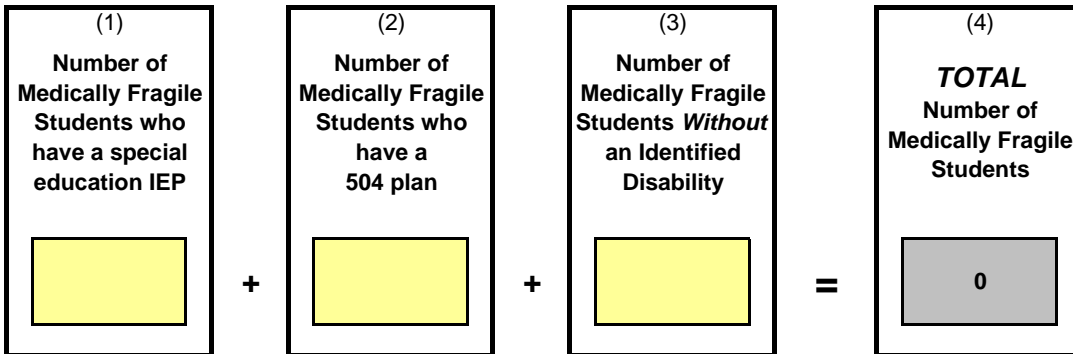 (1)
Number of
Medically Fragile
Students who
have a special
education IEP
+
(2)
Number of
Medically Fragile
Students who
have a
504 plan
+
(3)
Number of
Medically Fragile
Students Without
an Identified
Disability
=
(4)
TOTAL
Number of
Medically Fragile
Students
0